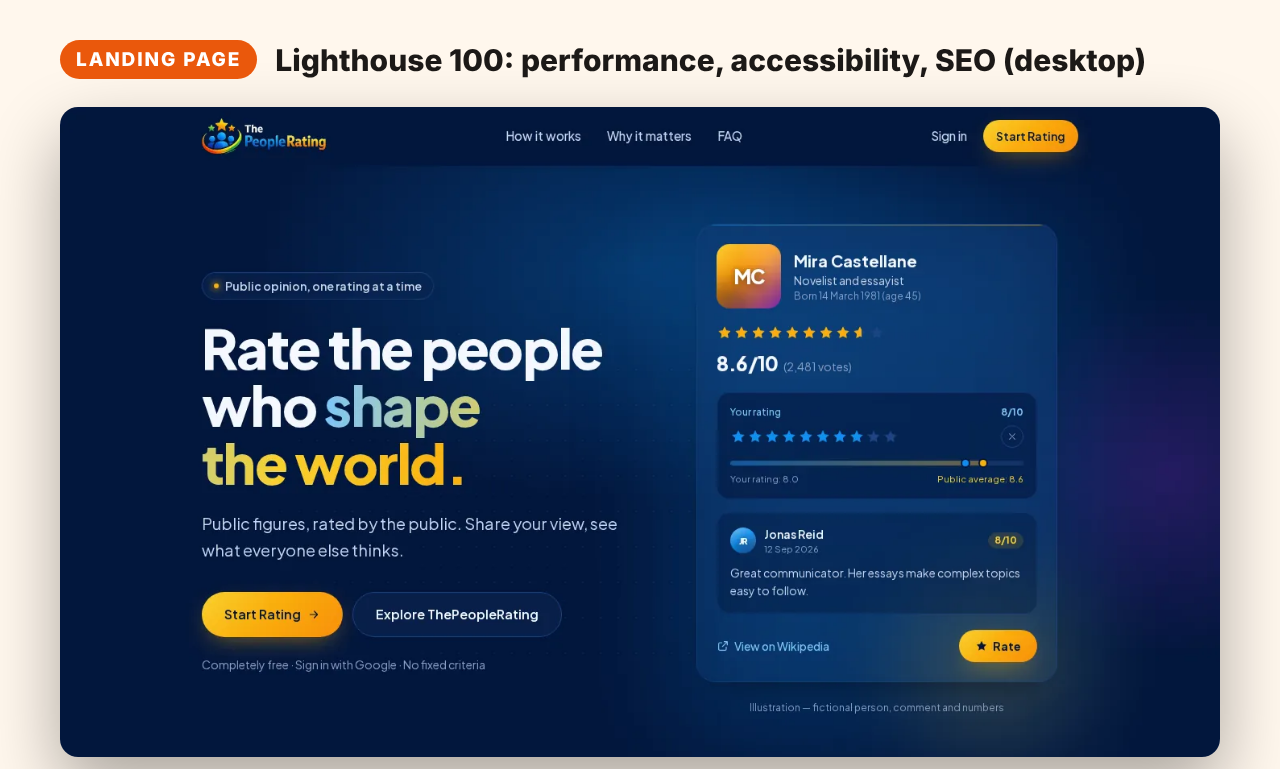 LANDING PAGE
Lighthouse 100: performance, accessibility, SEO (desktop)
The
PeopleRating
How it works
Why it matters
FAQ
Sign in
Start Rating
Public opinion, one rating at a time
Rate the people
who shape
the world.
Public figures, rated by the public. Share your view, see
what everyone else thinks.
Start Rating →
Explore ThePeopleRating
Completely free · Sign in with Google · No fixed criteria
MC
Mira Castellane
Novelist and essayist
Born 14 March 1981 (age 45)
8.6/10 (2,481 votes)
Your rating
8/10
Your rating: 8.0
Public average: 8.6
JR
Jonas Reid
12 Sep 2026
8/10
Great communicator. Her essays make complex topics
easy to follow.
View on Wikipedia
Rate
Illustration — fictional person, comment and numbers